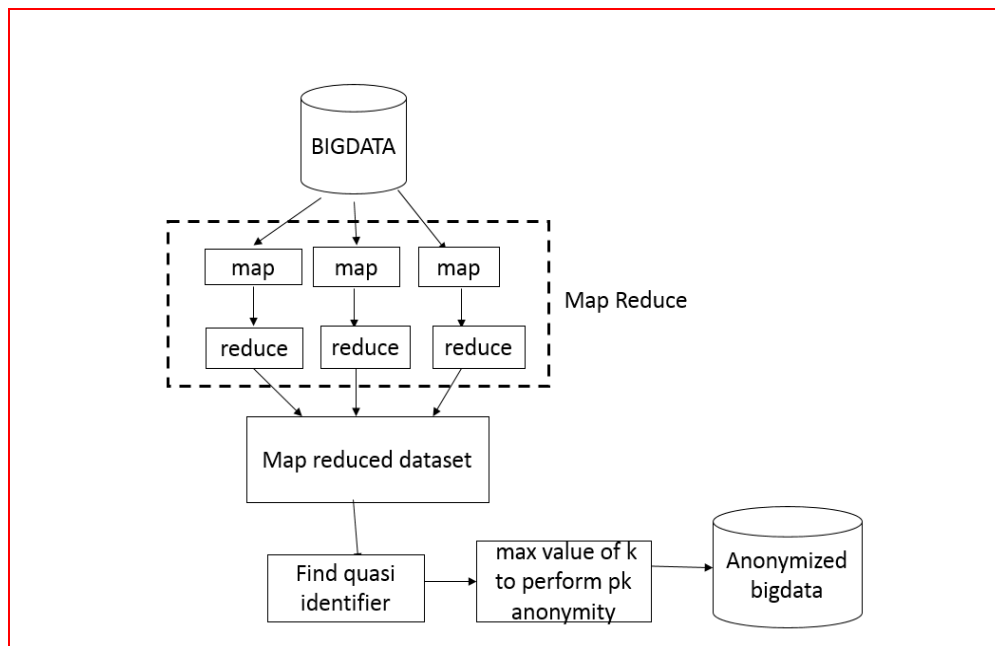 BIGDATA
map
map
map
Map Reduce
reduce
reduce
reduce
Map reduced dataset
Find quasi
identifier
max value of k
to perform pk
anonymity
Anonymized
bigdata